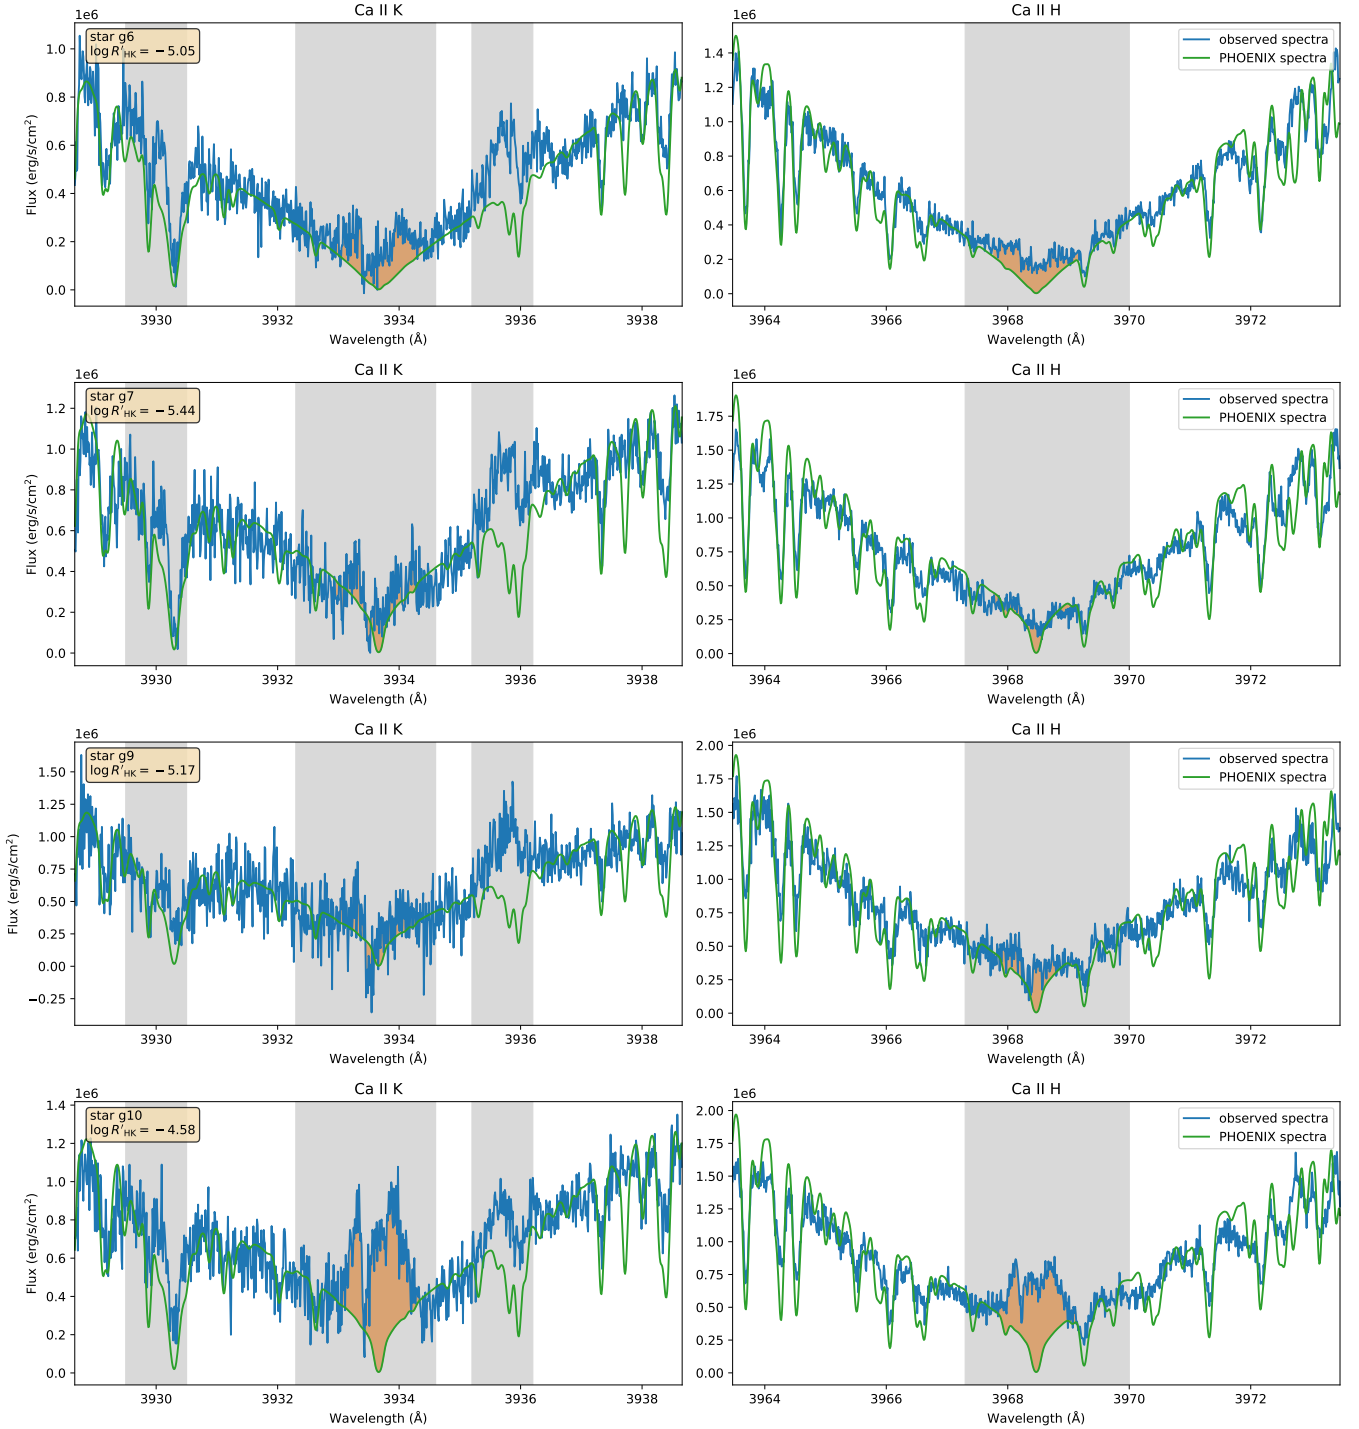 Ca II K
1e6
star g6
log R′HK = −5.05
Flux (erg/s/cm²)
1.0
0.8
0.6
0.4
0.2
0.0
3930 3932 3934 3936 3938
Wavelength (Å)
Ca II H
1e6
observed spectra
PHOENIX spectra
1.4
1.2
1.0
0.8
0.6
0.4
0.2
0.0
3964 3966 3968 3970 3972
Wavelength (Å)
Ca II K
1e6
star g7
log R′HK = −5.44
Flux (erg/s/cm²)
1.2
1.0
0.8
0.6
0.4
0.2
0.0
3930 3932 3934 3936 3938
Wavelength (Å)
Ca II H
1e6
observed spectra
PHOENIX spectra
1.75
1.50
1.25
1.00
0.75
0.50
0.25
0.00
3964 3966 3968 3970 3972
Wavelength (Å)
Ca II K
1e6
star g9
log R′HK = −5.17
Flux (erg/s/cm²)
1.50
1.25
1.00
0.75
0.50
0.25
0.00
−0.25
3930 3932 3934 3936 3938
Wavelength (Å)
Ca II H
1e6
observed spectra
PHOENIX spectra
2.00
1.75
1.50
1.25
1.00
0.75
0.50
0.25
0.00
3964 3966 3968 3970 3972
Wavelength (Å)
Ca II K
1e6
star g10
log R′HK = −4.58
Flux (erg/s/cm²)
1.4
1.2
1.0
0.8
0.6
0.4
0.2
0.0
3930 3932 3934 3936 3938
Wavelength (Å)
Ca II H
1e6
observed spectra
PHOENIX spectra
2.00
1.75
1.50
1.25
1.00
0.75
0.50
0.25
0.00
3964 3966 3968 3970 3972
Wavelength (Å)